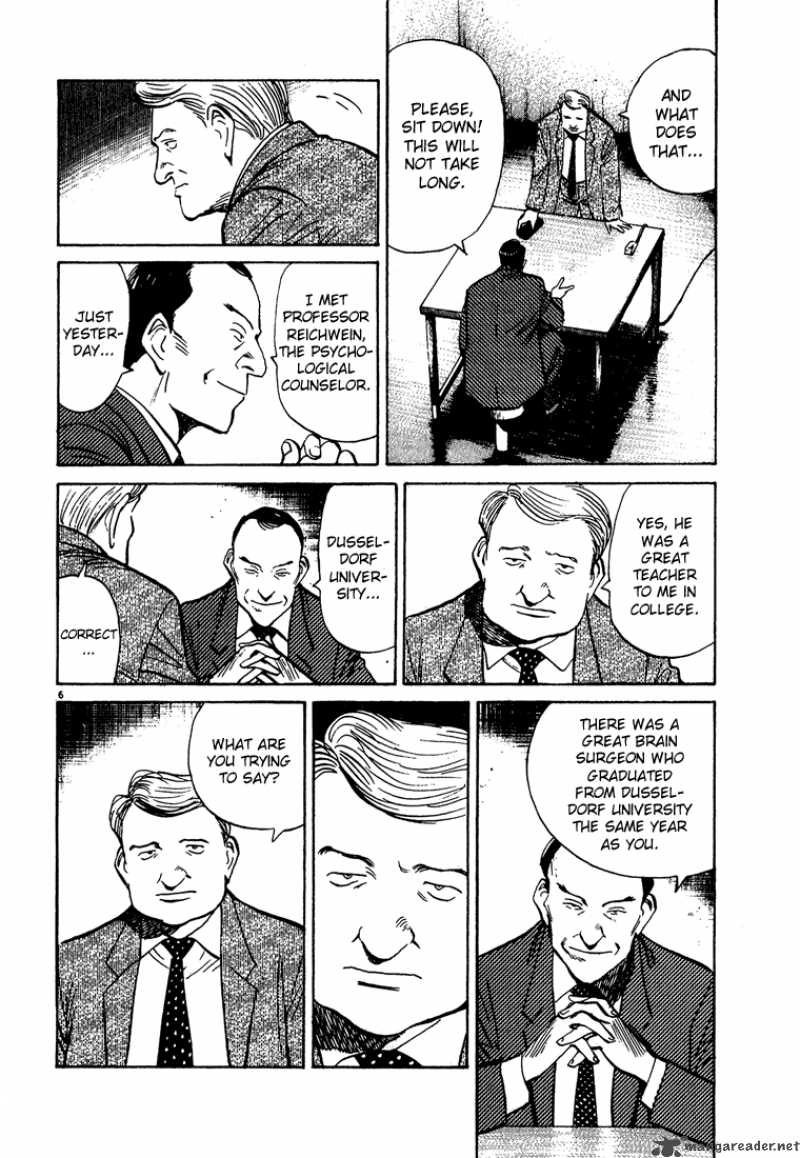 AND
WHAT
DOES
THAT...
PLEASE,
SIT DOWN!
THIS WILL
NOT TAKE
LONG.
I MET
PROFESSOR
REICHWEIN,
THE PSYCHO-
LOGICAL
COUNSELOR.
JUST
YESTER-
DAY...
YES, HE
WAS A
GREAT
TEACHER
TO ME IN
COLLEGE.
DUSSEL-
DORF
UNIVER-
SITY...
CORRECT
...
6
THERE WAS A
GREAT BRAIN
SURGEON WHO
GRADUATED
FROM DUSSEL-
DORF UNIVERSITY
THE SAME YEAR
AS YOU.
WHAT ARE
YOU TRYING
TO SAY?
mangareader.net